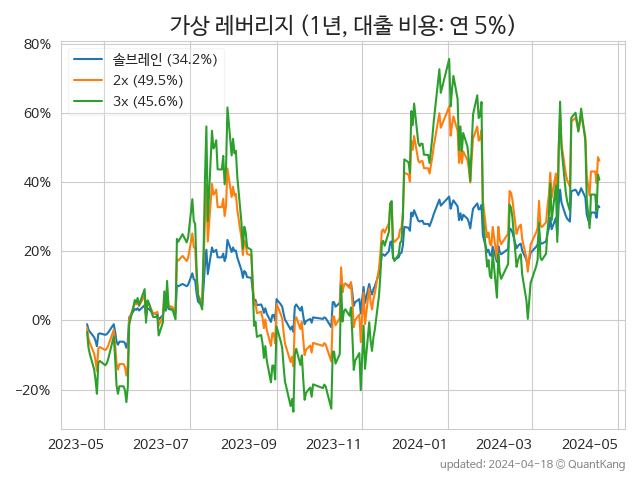 가상 레버리지 (1년, 대출 비용: 연 5%)
80%
60%
40%
20%
0%
−20%
솔브레인 (34.2%)
2x (49.5%)
3x (45.6%)
2023-05 2023-07 2023-09 2023-11 2024-01 2024-03 2024-05
updated: 2024-04-18 © QuantKang